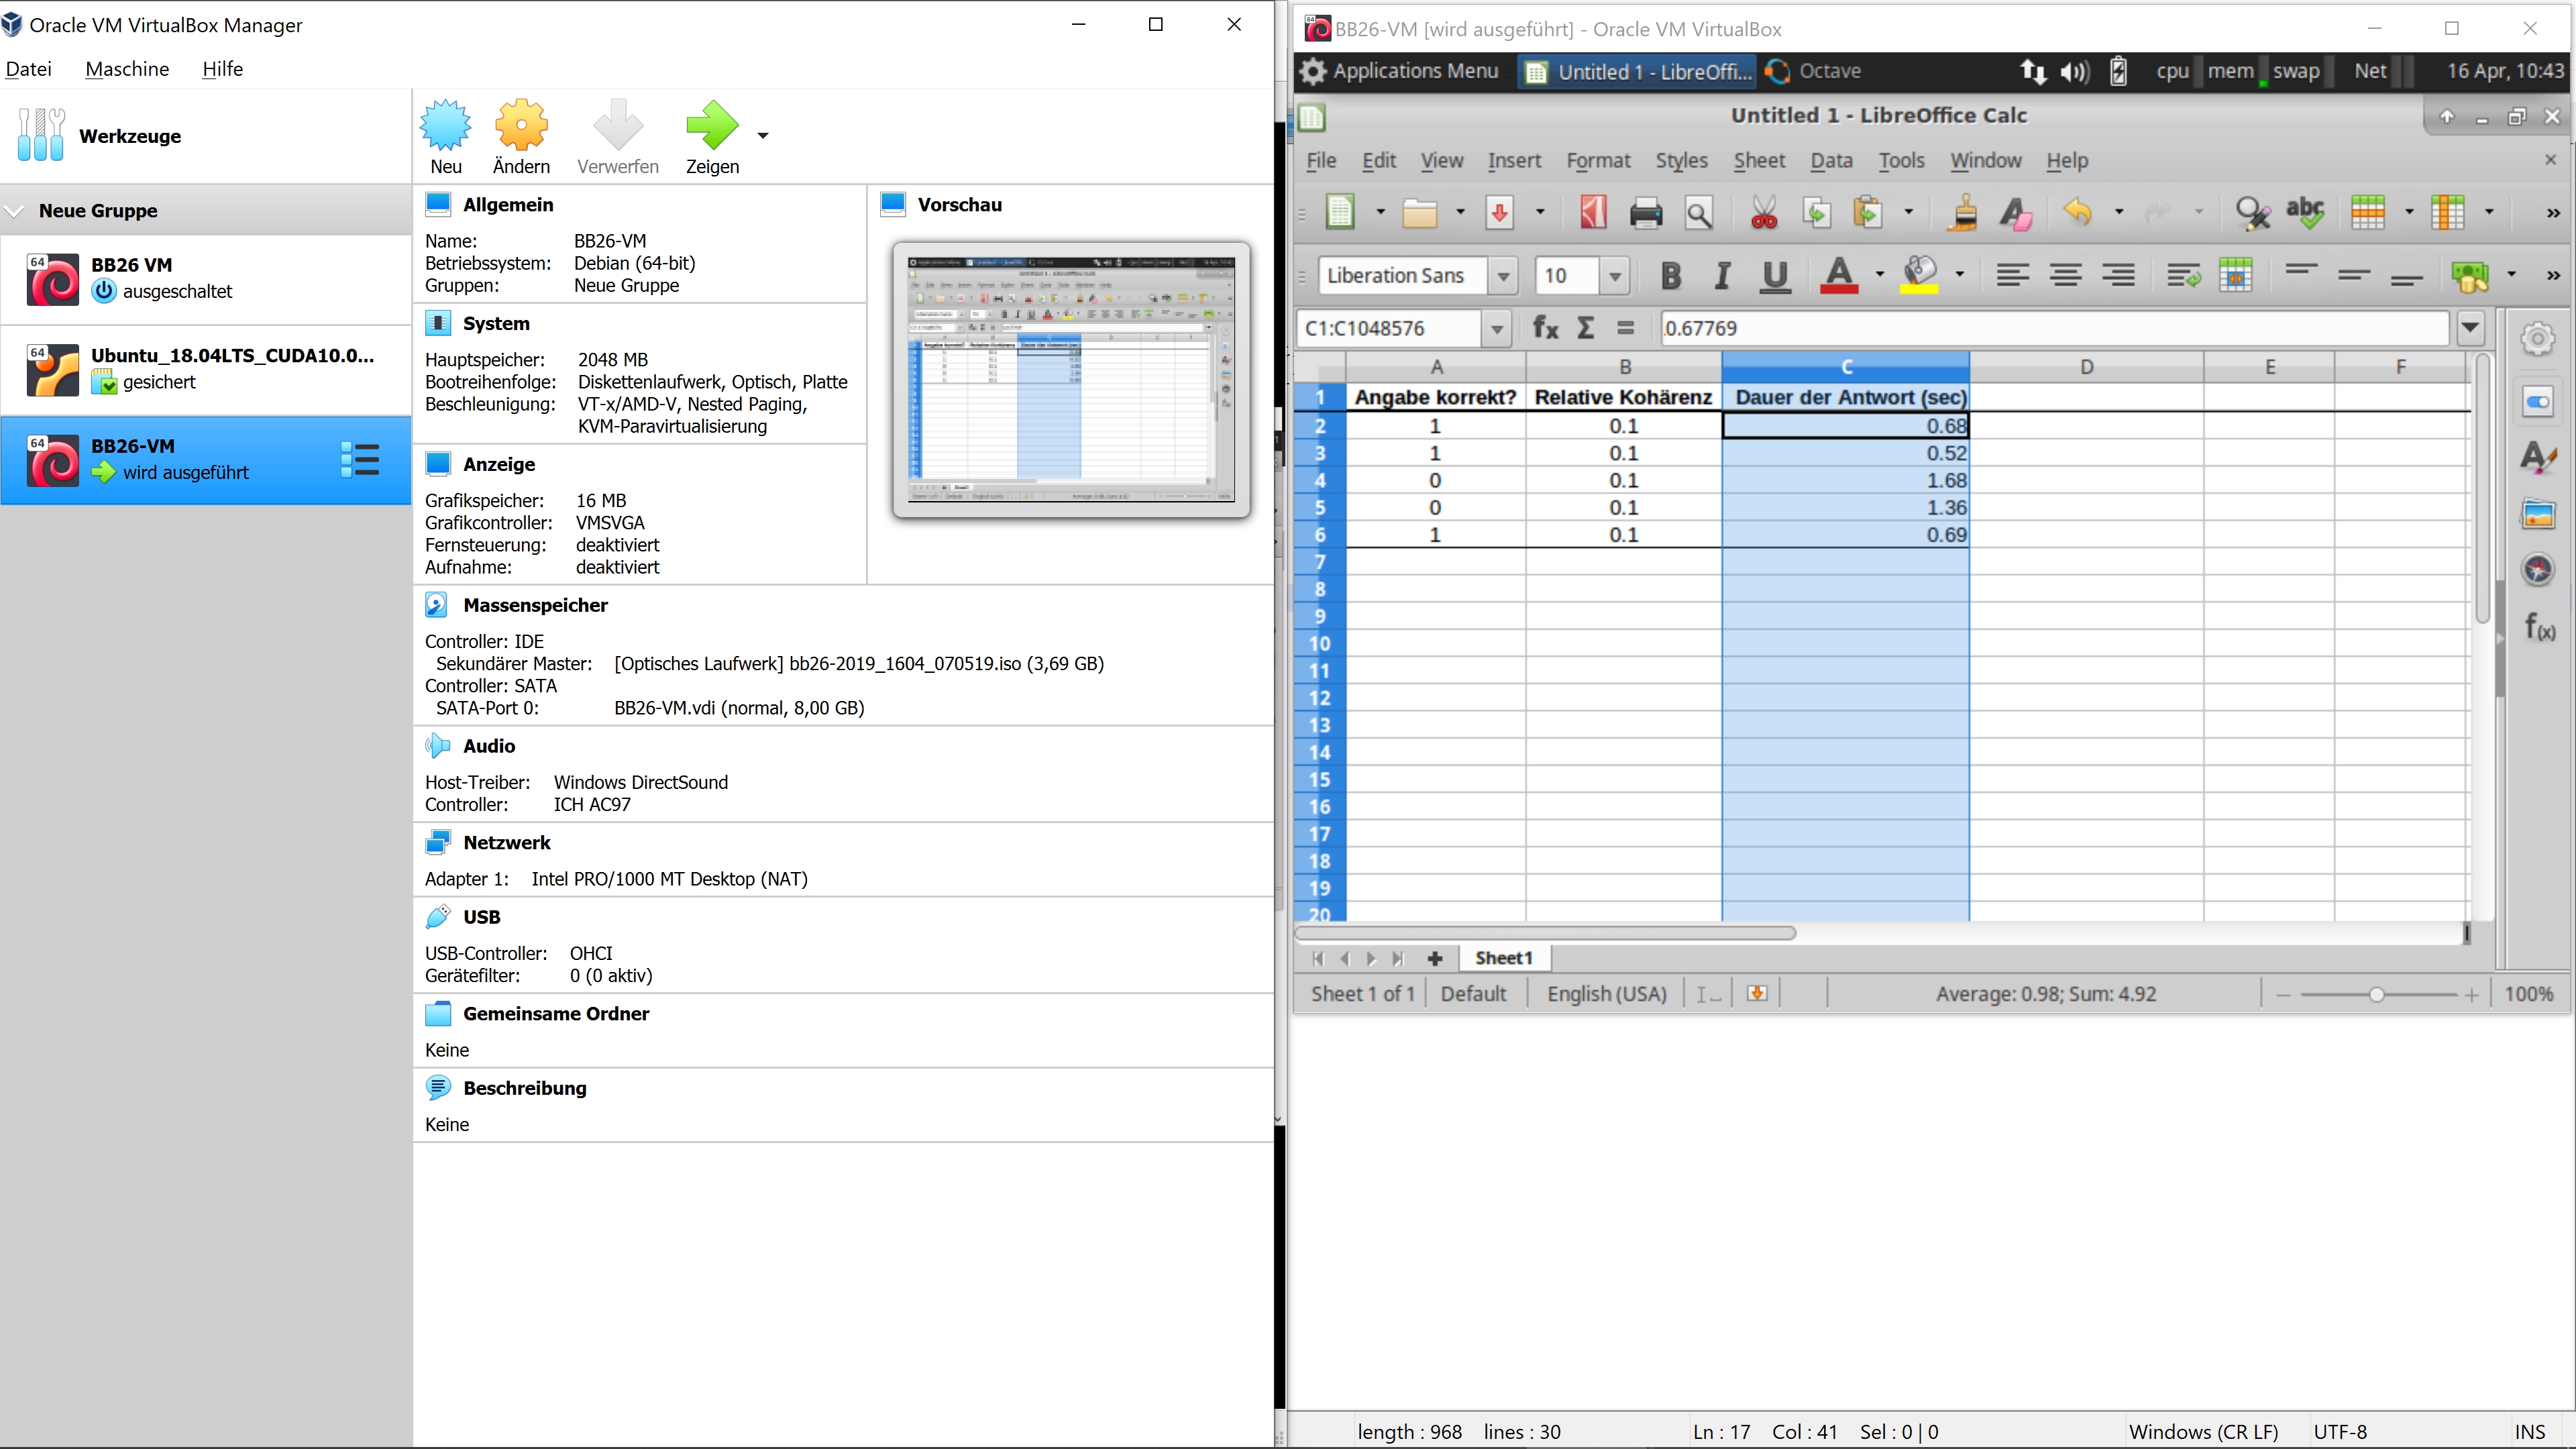 Oracle VM VirtualBox Manager
Datei Maschine Hilfe
Werkzeuge
Neu Ändern Verwerfen Zeigen
Neue Gruppe
64
BB26 VM
ausgeschaltet
64
Ubuntu_18.04LTS_CUDA10.0...
gesichert
64
BB26-VM
wird ausgeführt
Allgemein
Name: BB26-VM
Betriebssystem: Debian (64-bit)
Gruppen: Neue Gruppe
System
Hauptspeicher: 2048 MB
Bootreihenfolge: Diskettenlaufwerk, Optisch, Platte
Beschleunigung: VT-x/AMD-V, Nested Paging,
KVM-Paravirtualisierung
Anzeige
Grafikspeicher: 16 MB
Grafikcontroller: VMSVGA
Fernsteuerung: deaktiviert
Aufnahme: deaktiviert
Vorschau
Massenspeicher
Controller: IDE
Sekundärer Master: [Optisches Laufwerk] bb26-2019_1604_070519.iso (3,69 GB)
Controller: SATA
SATA-Port 0: BB26-VM.vdi (normal, 8,00 GB)
Audio
Host-Treiber: Windows DirectSound
Controller: ICH AC97
Netzwerk
Adapter 1: Intel PRO/1000 MT Desktop (NAT)
USB
USB-Controller: OHCI
Gerätefilter: 0 (0 aktiv)
Gemeinsame Ordner
Keine
Beschreibung
Keine
BB26-VM [wird ausgeführt] - Oracle VM VirtualBox
Applications Menu Untitled 1 - LibreOffi... Octave cpu mem swap Net 16 Apr, 10:43
Untitled 1 - LibreOffice Calc
File Edit View Insert Format Styles Sheet Data Tools Window Help
Liberation Sans 10
C1:C1048576 0.67769
A B C D E F
1 Angabe korrekt? Relative Kohärenz Dauer der Antwort (sec)
2 1 0.1 0.68
3 1 0.1 0.52
4 0 0.1 1.68
5 0 0.1 1.36
6 1 0.1 0.69
7
8
9
10
11
12
13
14
15
16
17
18
19
20
Sheet1
Sheet 1 of 1 Default English (USA) Average: 0.98; Sum: 4.92 100%
length : 968 lines : 30 Ln : 17 Col : 41 Sel : 0 | 0 Windows (CR LF) UTF-8 INS